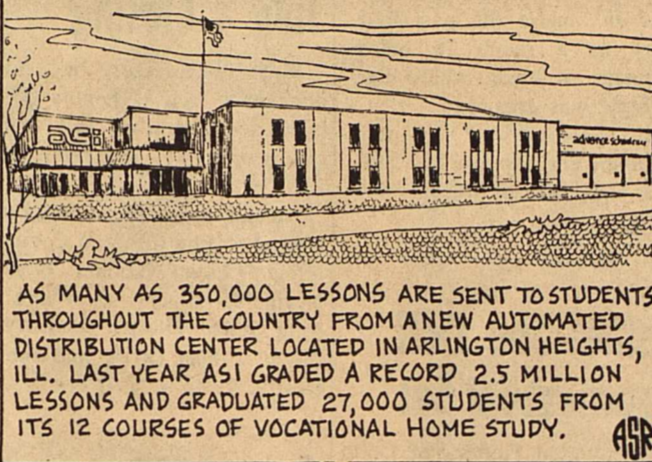 asi
advance schools
AS MANY AS 350,000 LESSONS ARE SENT TO STUDENTS
THROUGHOUT THE COUNTRY FROM A NEW AUTOMATED
DISTRIBUTION CENTER LOCATED IN ARLINGTON HEIGHTS,
ILL. LAST YEAR ASI GRADED A RECORD 2.5 MILLION
LESSONS AND GRADUATED 27,000 STUDENTS FROM
ITS 12 COURSES OF VOCATIONAL HOME STUDY.
ASR